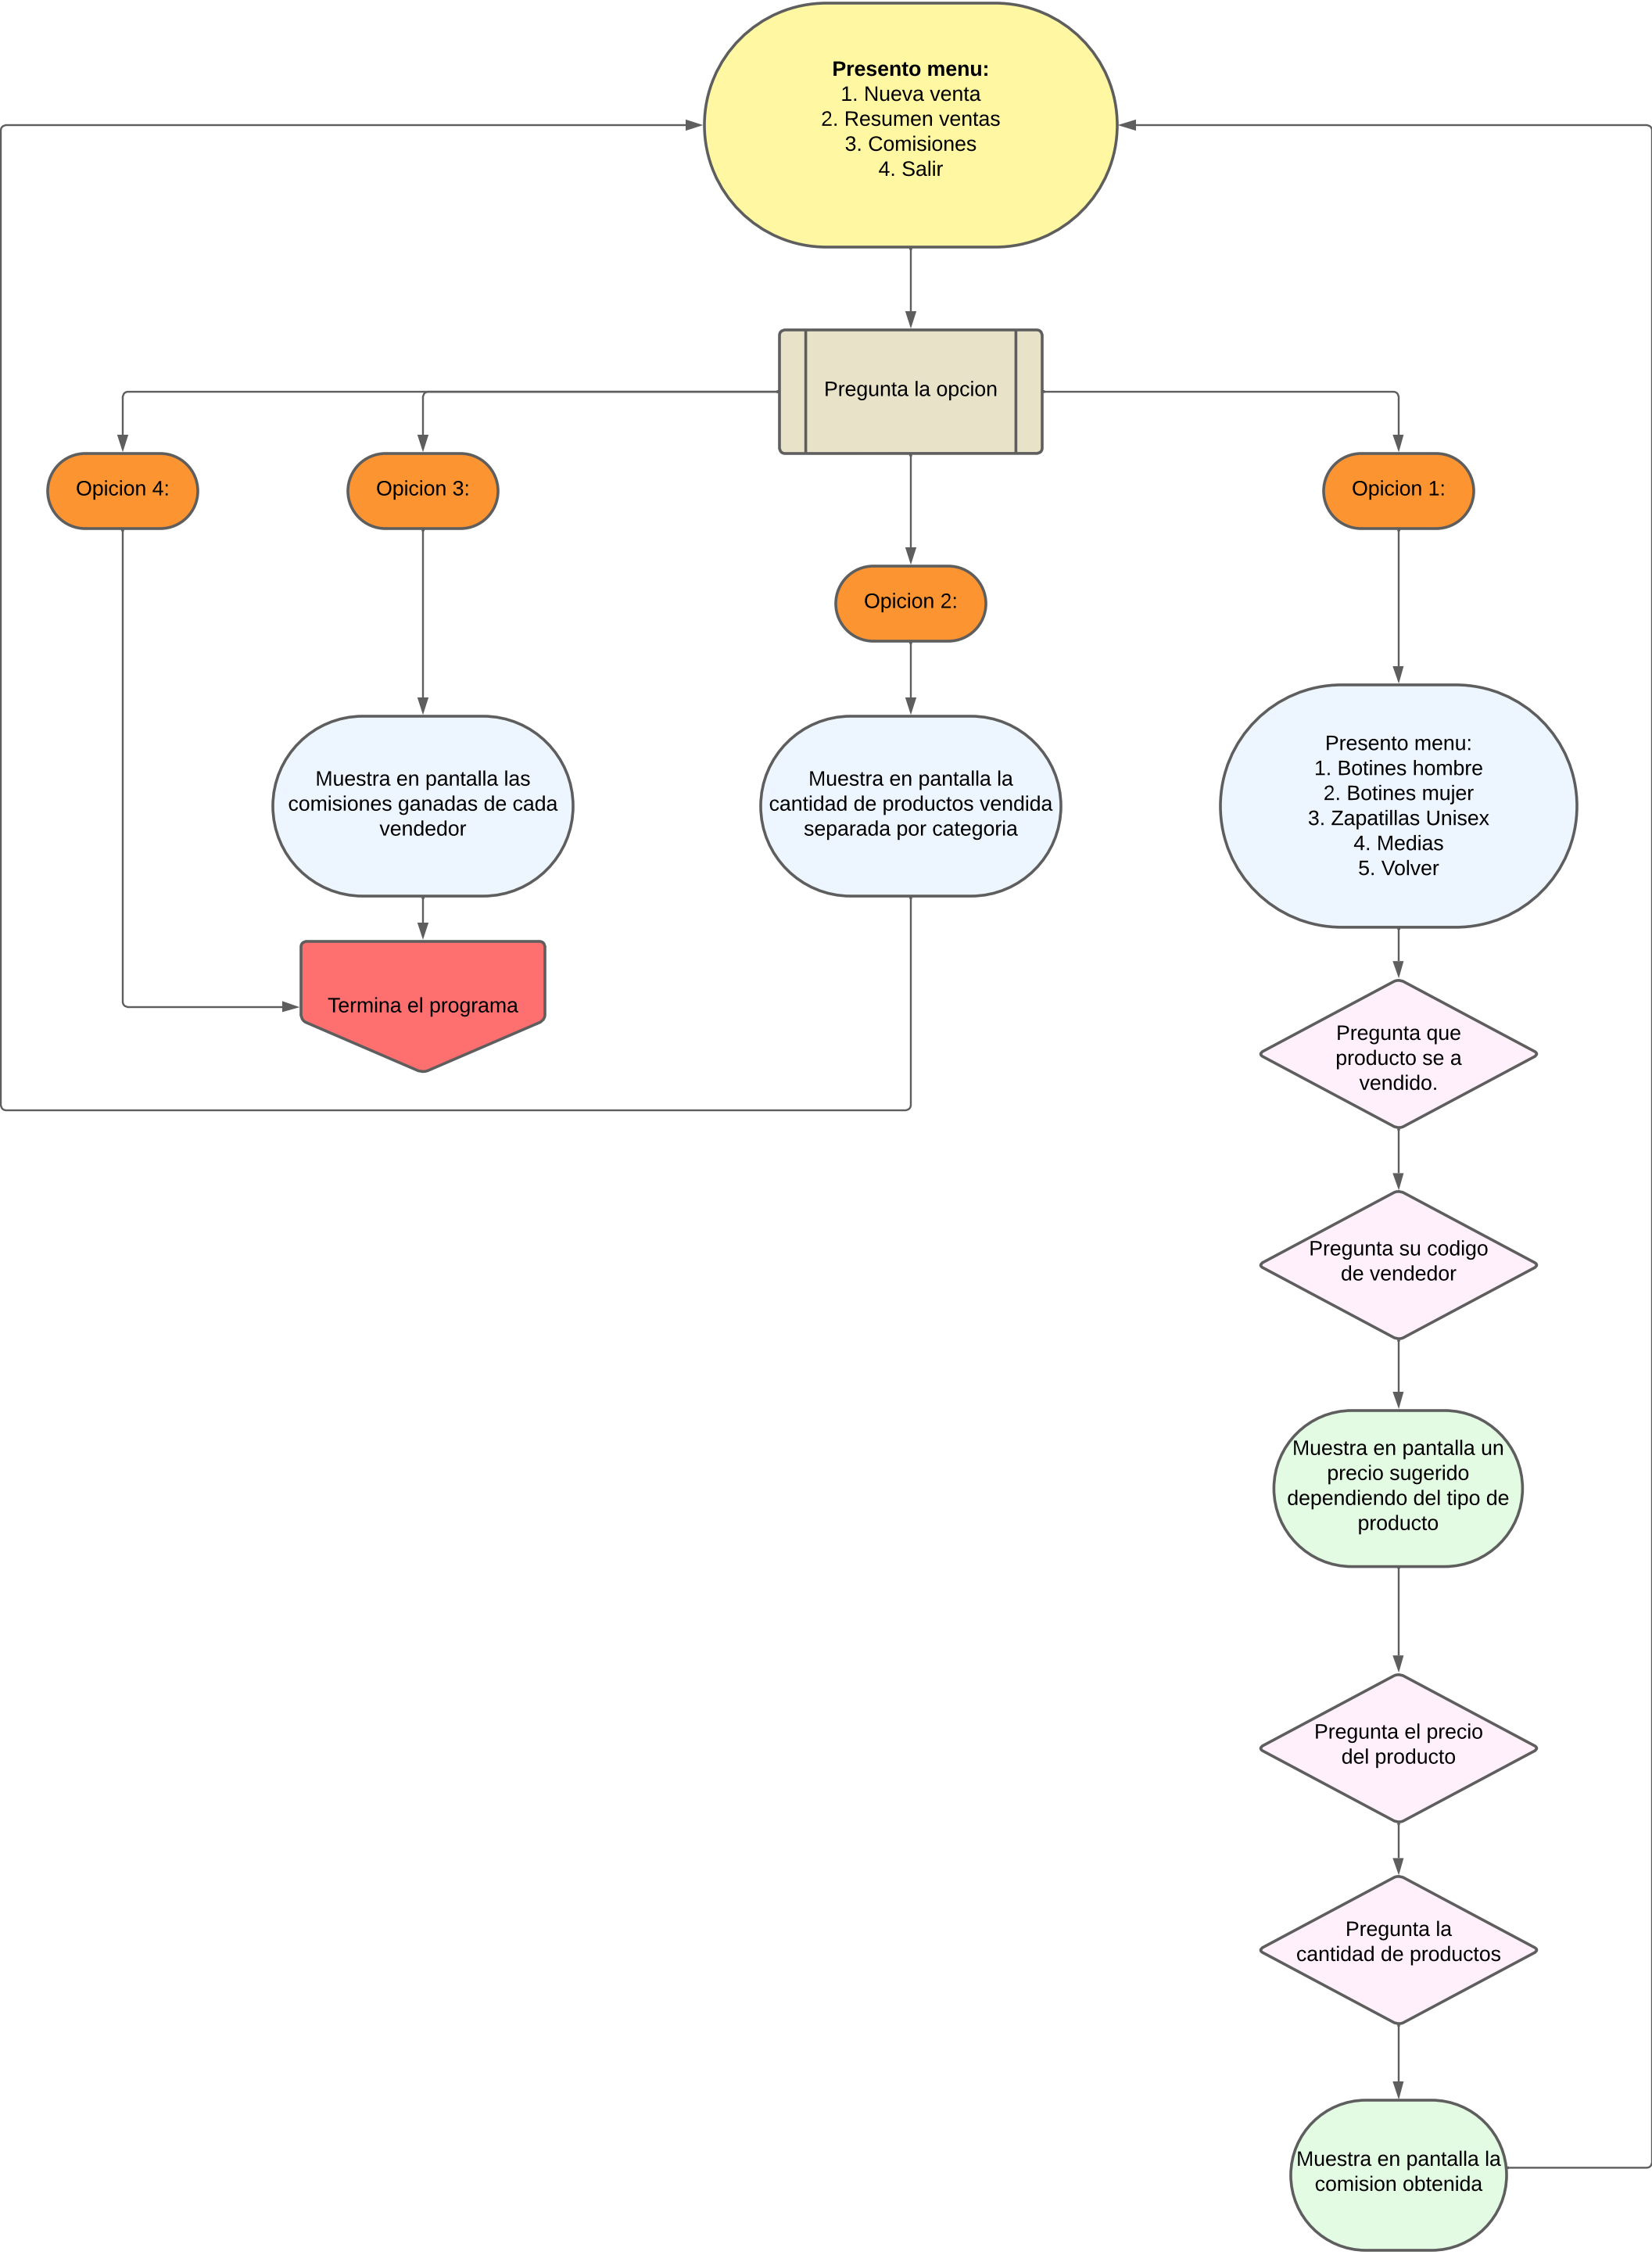 Presento menu:
1. Nueva venta
2. Resumen ventas
3. Comisiones
4. Salir
Pregunta la opcion
Opicion 4:
Opicion 3:
Opicion 1:
Opicion 2:
Muestra en pantalla las
comisiones ganadas de cada
vendedor
Muestra en pantalla la
cantidad de productos vendida
separada por categoria
Presento menu:
1. Botines hombre
2. Botines mujer
3. Zapatillas Unisex
4. Medias
5. Volver
Termina el programa
Pregunta que
producto se a
vendido.
Pregunta su codigo
de vendedor
Muestra en pantalla un
precio sugerido
dependiendo del tipo de
producto
Pregunta el precio
del producto
Pregunta la
cantidad de productos
Muestra en pantalla la
comision obtenida